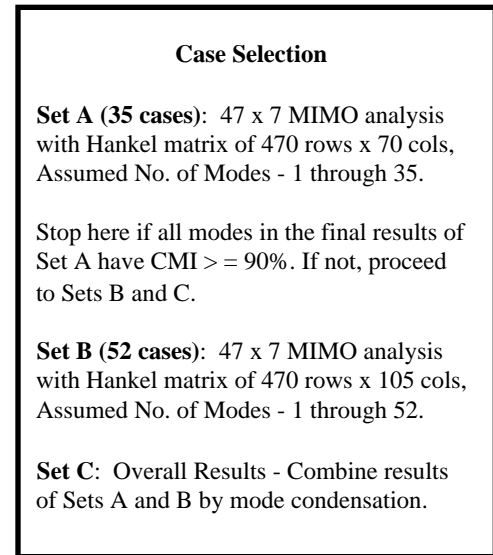 Case Selection
Set A (35 cases):  47 x 7 MIMO analysis
with Hankel matrix of 470 rows x 70 cols,
Assumed No. of Modes - 1 through 35.
Stop here if all modes in the final results of
Set A have CMI > = 90%. If not, proceed
to Sets B and C.
Set B (52 cases):  47 x 7 MIMO analysis
with Hankel matrix of 470 rows x 105 cols,
Assumed No. of Modes - 1 through 52.
Set C:  Overall Results - Combine results
of Sets A and B by mode condensation.